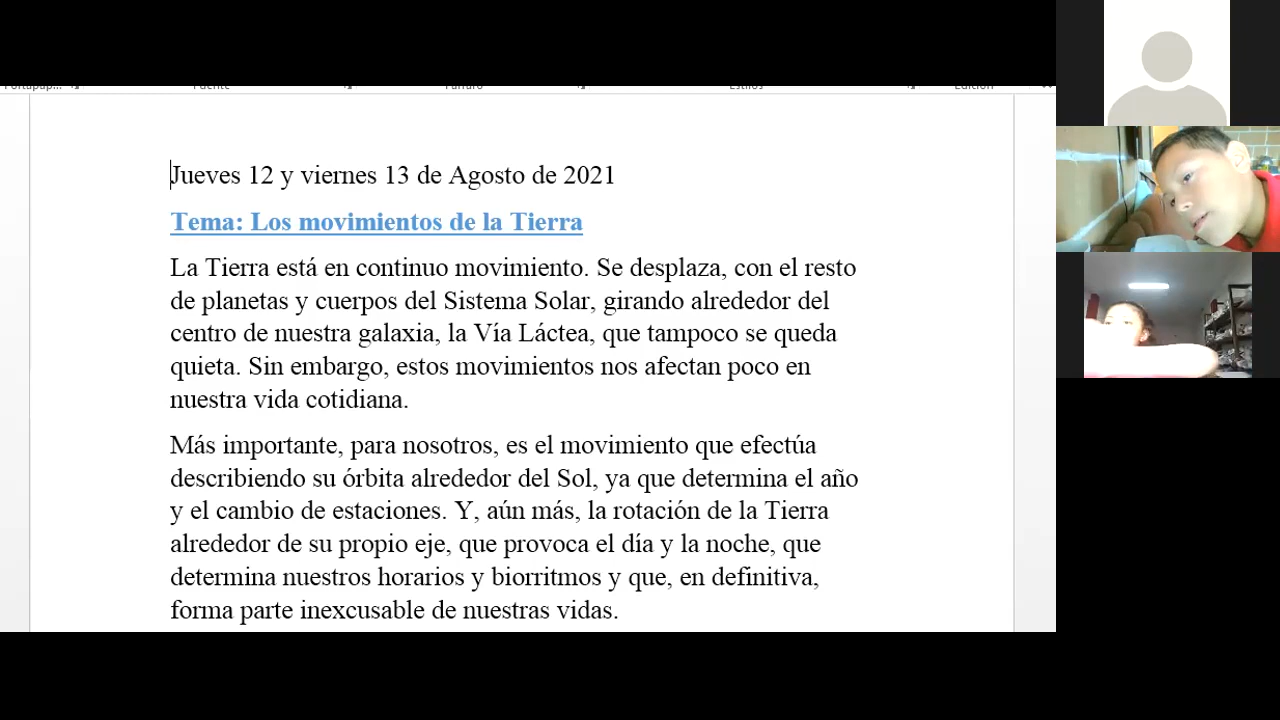 Jueves 12 y viernes 13 de Agosto de 2021
Tema: Los movimientos de la Tierra
La Tierra está en continuo movimiento. Se desplaza, con el resto
de planetas y cuerpos del Sistema Solar, girando alrededor del
centro de nuestra galaxia, la Vía Láctea, que tampoco se queda
quieta. Sin embargo, estos movimientos nos afectan poco en
nuestra vida cotidiana.
Más importante, para nosotros, es el movimiento que efectúa
describiendo su órbita alrededor del Sol, ya que determina el año
y el cambio de estaciones. Y, aún más, la rotación de la Tierra
alrededor de su propio eje, que provoca el día y la noche, que
determina nuestros horarios y biorritmos y que, en definitiva,
forma parte inexcusable de nuestras vidas.